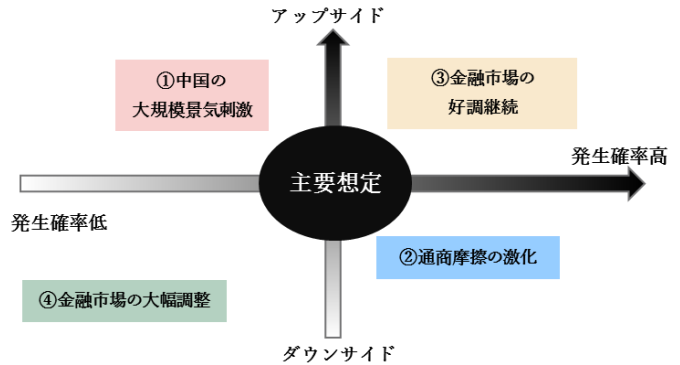 アップサイド
①中国の
大規模景気刺激
③金融市場の
好調継続
発生確率高
主要想定
発生確率低
②通商摩擦の激化
④金融市場の大幅調整
ダウンサイド